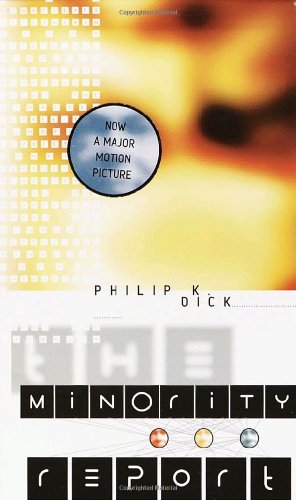 NOW
A MAJOR
MOTION
PICTURE
PHILIP K.
DICK
tHE
MiNORity
rEPORt